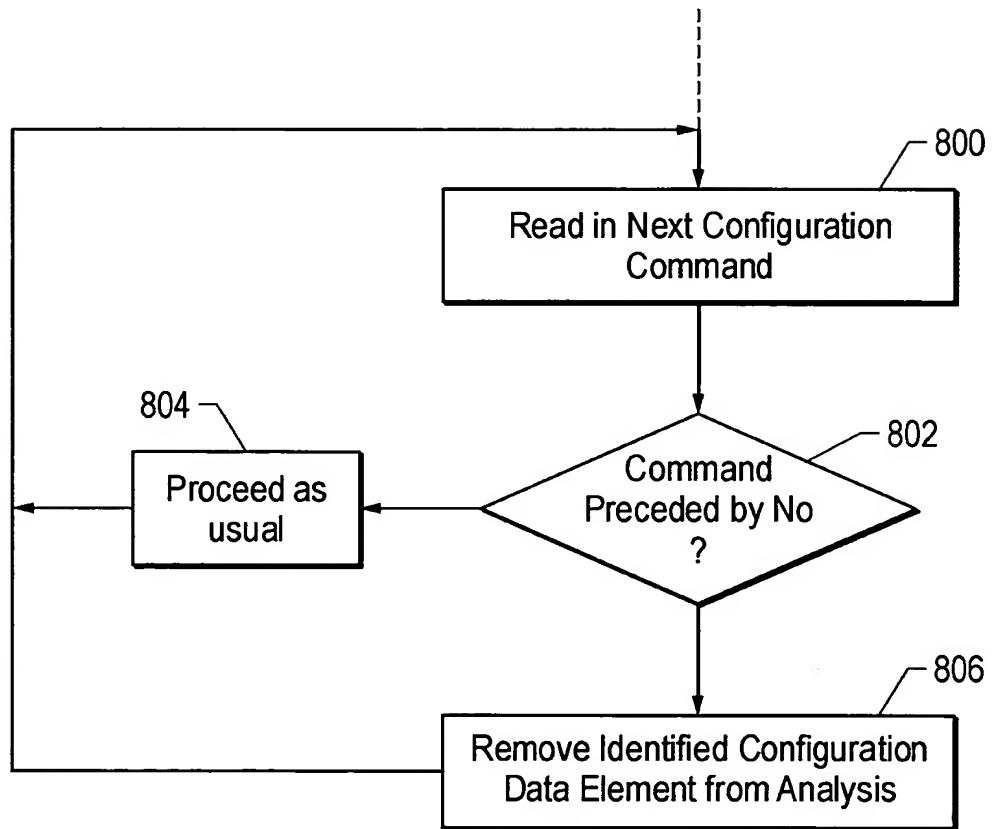 800
Read in Next Configuration
Command
804
802
Command
Preceded by No
?
Proceed as
usual
806
Remove Identified Configuration
Data Element from Analysis